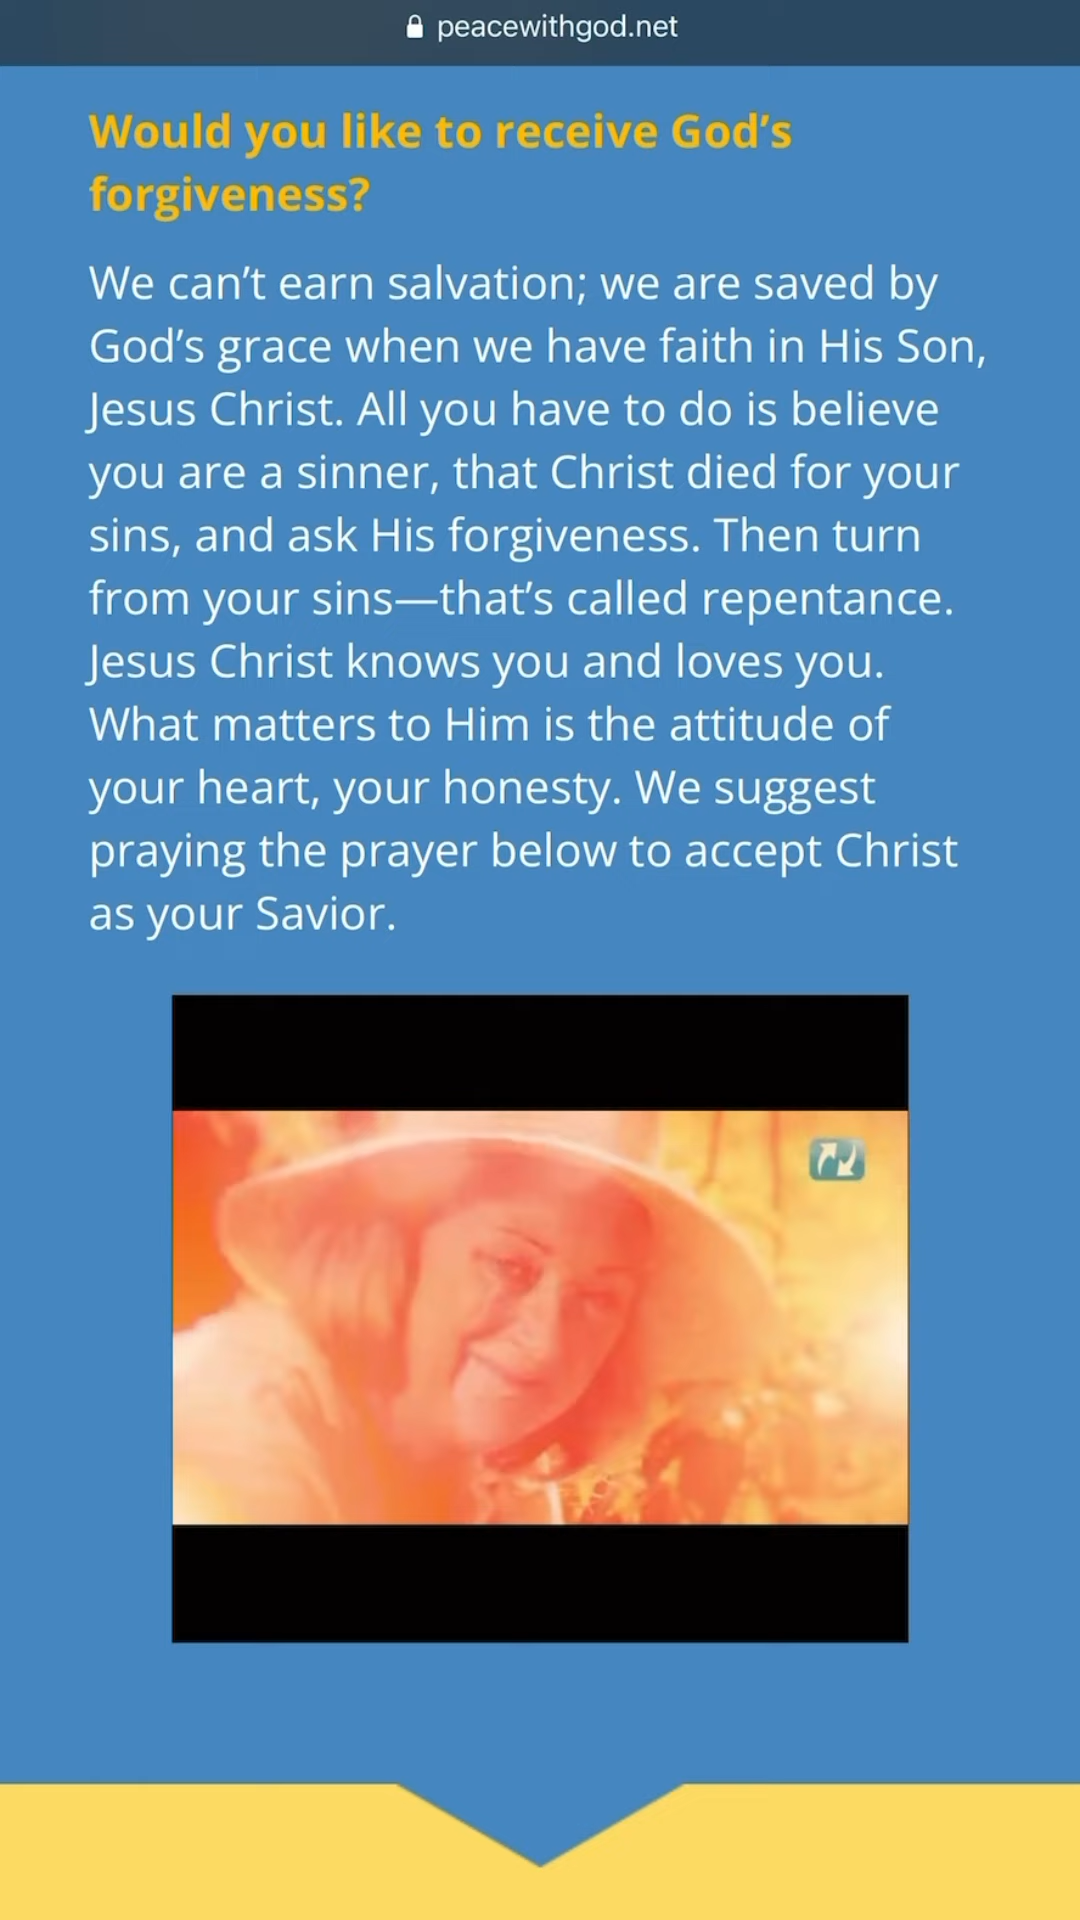 peacewithgod.net
Would you like to receive God’s
forgiveness?
We can’t earn salvation; we are saved by
God’s grace when we have faith in His Son,
Jesus Christ. All you have to do is believe
you are a sinner, that Christ died for your
sins, and ask His forgiveness. Then turn
from your sins—that’s called repentance.
Jesus Christ knows you and loves you.
What matters to Him is the attitude of
your heart, your honesty. We suggest
praying the prayer below to accept Christ
as your Savior.